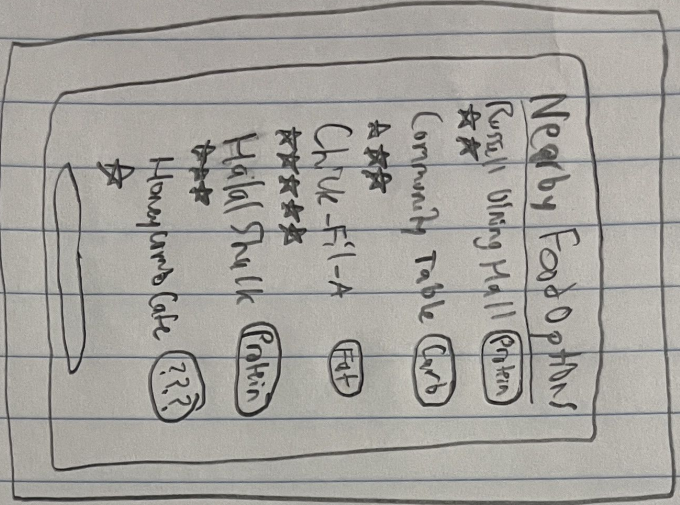 Nearby Food Options
Russell Dining Hall Protein
Community Table Carb
Chick-Fil-A Fat
Halal Shack Protein
Honeycomb Cafe ???